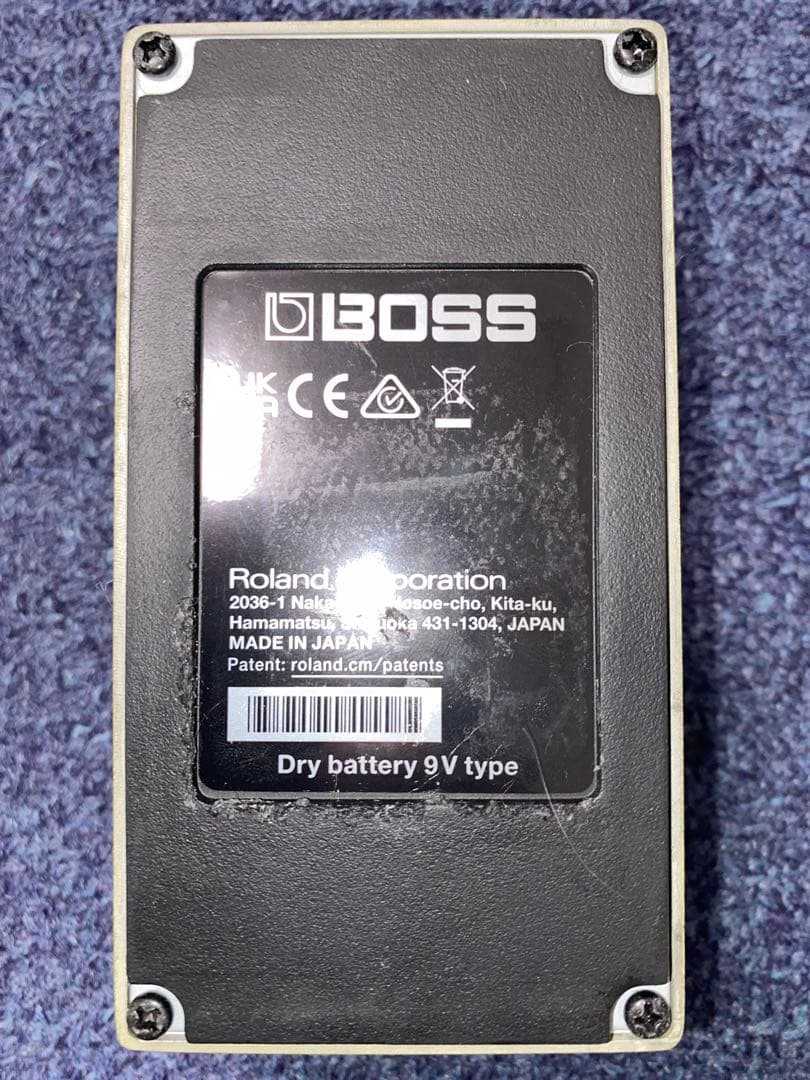 BOSS
CE
Roland
2036-1 Kita-ku,
Hamamatsu, 431-1304, JAPAN
MADE IN JAPAN
Patent: roland.cm/patents
Dry battery 9V type